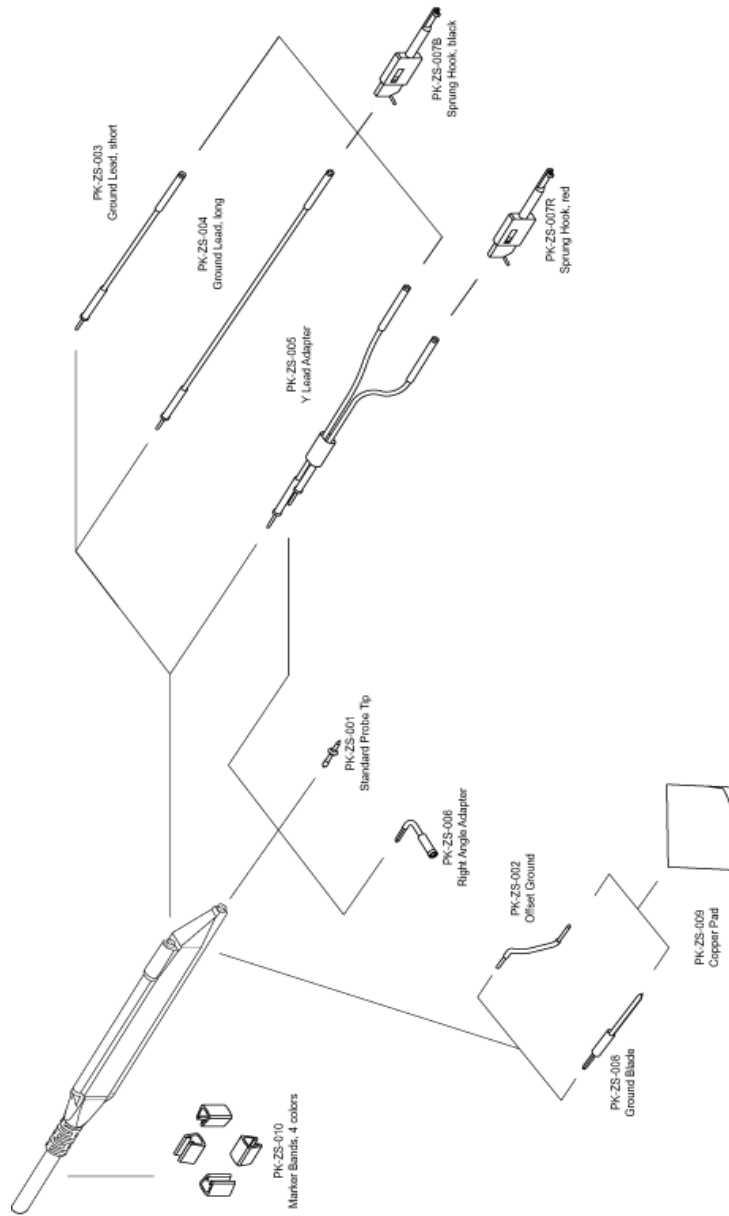 PK-ZS-003
Ground Lead, short
PK-ZS-004
Ground Lead, long
PK-ZS-005
Y Lead Adapter
PK-ZS-007B
Sprung Hook, black
PK-ZS-007R
Sprung Hook, red
PK-ZS-001
Standard Probe Tip
PK-ZS-006
Right Angle Adapter
PK-ZS-002
Offset Ground
PK-ZS-009
Copper Pad
PK-ZS-008
Ground Blade
PK-ZS-010
Marker Bands, 4 colors